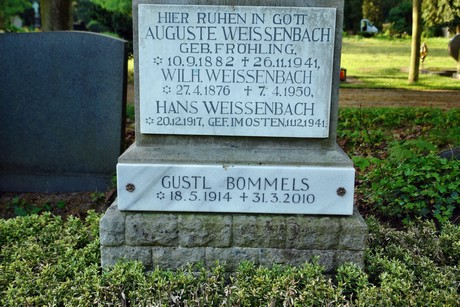 HIER RUHEN IN GOTT
AUGUSTE WEISSENBACH
GEB. FRÖHLING,
* 10.9.1882 ✝ 26.11.1941,
WILH. WEISSENBACH
* 27.4.1876 ✝ 7.4.1950,
HANS WEISSENBACH
* 20.12.1917, GEF. IM OSTEN, 11.12.1941.
GUSTL BOMMELS
* 18.5.1914 ✝ 31.3.2010